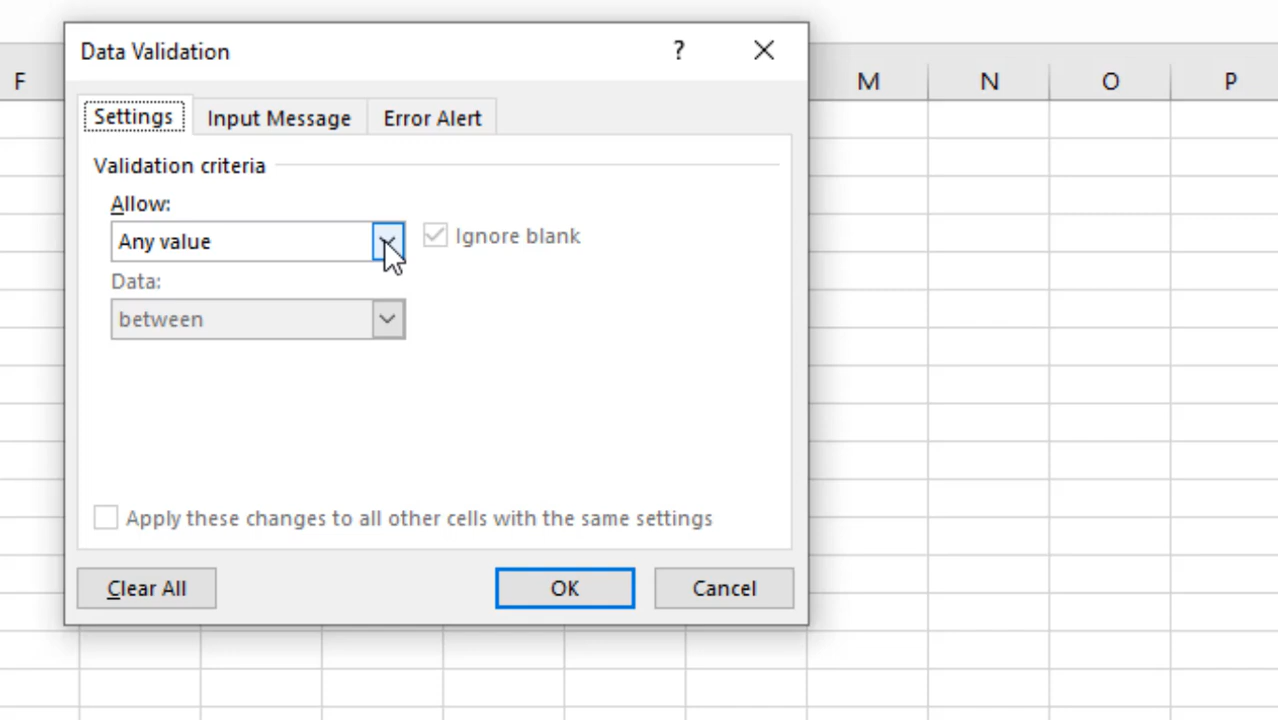 Data Validation ?
F M N O P
Settings Input Message Error Alert
Validation criteria
Allow:
Any value Ignore blank
Data:
between
Apply these changes to all other cells with the same settings
Clear All OK Cancel